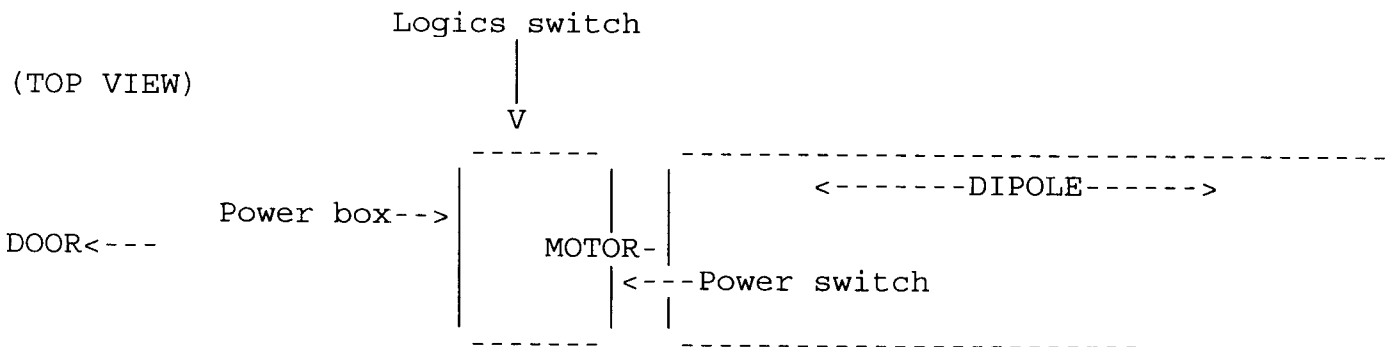 Logics switch
(TOP VIEW)
V
<-------DIPOLE------>
Power box-->
DOOR<---
MOTOR-
<---Power switch